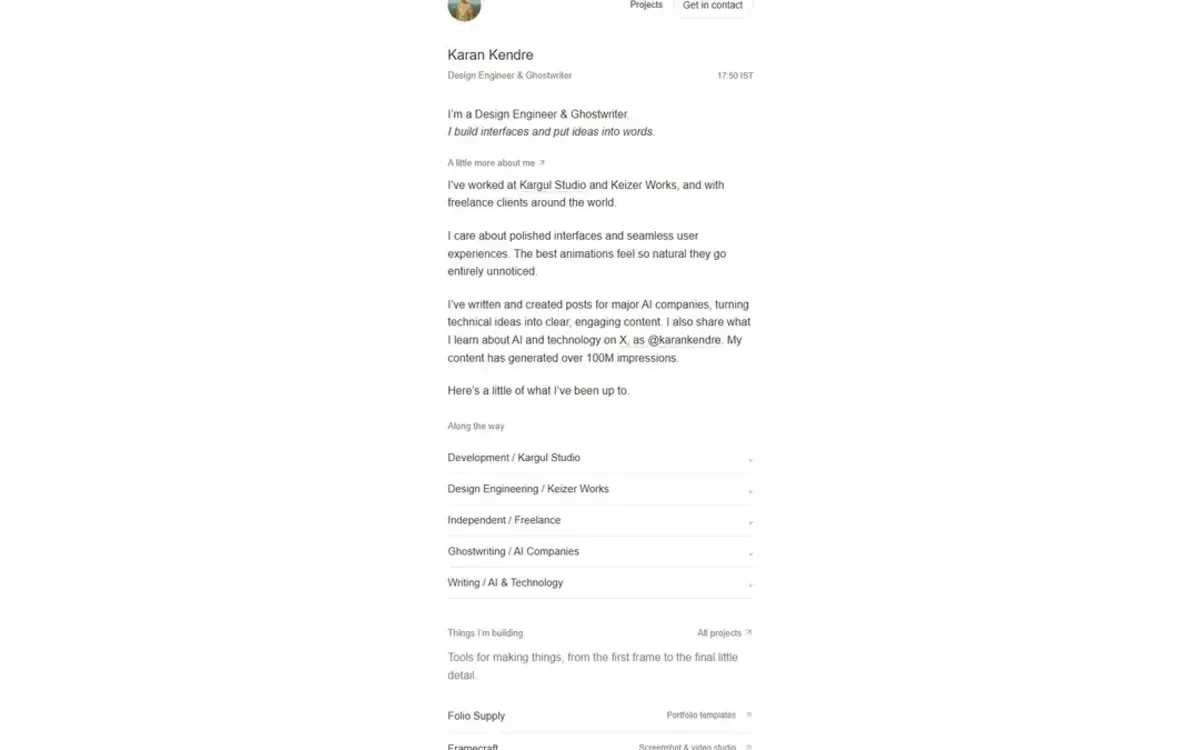 Projects
Get in contact
Karan Kendre
Design Engineer & Ghostwriter
17:50 IST
I'm a Design Engineer & Ghostwriter.
I build interfaces and put ideas into words.
A little more about me ↗
I've worked at Kargul Studio and Keizer Works, and with
freelance clients around the world.
I care about polished interfaces and seamless user
experiences. The best animations feel so natural they go
entirely unnoticed.
I've written and created posts for major AI companies, turning
technical ideas into clear, engaging content. I also share what
I learn about AI and technology on X, as @karankendre. My
content has generated over 100M impressions.
Here's a little of what I've been up to.
Along the way
Development / Kargul Studio
Design Engineering / Keizer Works
Independent / Freelance
Ghostwriting / AI Companies
Writing / AI & Technology
Things I'm building
All projects ↗
Tools for making things, from the first frame to the final little
detail.
Folio Supply
Portfolio templates ↗
Framecraft
Screenshot & video studio ↗